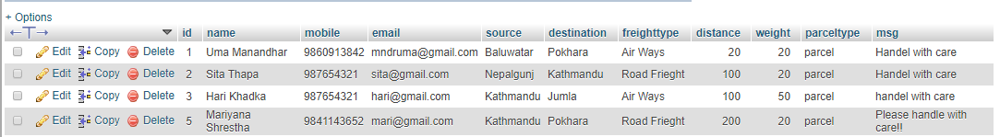 + Options
id name mobile email source destination freighttype distance weight parceltype msg
Edit Copy Delete 1 Uma Manandhar 9860913842 mndruma@gmail.com Baluwatar Pokhara Air Ways 20 20 parcel Handel with care
Edit Copy Delete 2 Sita Thapa 987654321 sita@gmail.com Nepalgunj Kathmandu Road Frieght 100 20 parcel Handel with care
Edit Copy Delete 3 Hari Khadka 987654321 hari@gmail.com Kathmandu Jumla Air Ways 100 50 parcel handel with care
Edit Copy Delete 5 Mariyana Shrestha 9841143652 mari@gmail.com Kathmandu Pokhara Road Frieght 200 20 parcel Please handle with care!!